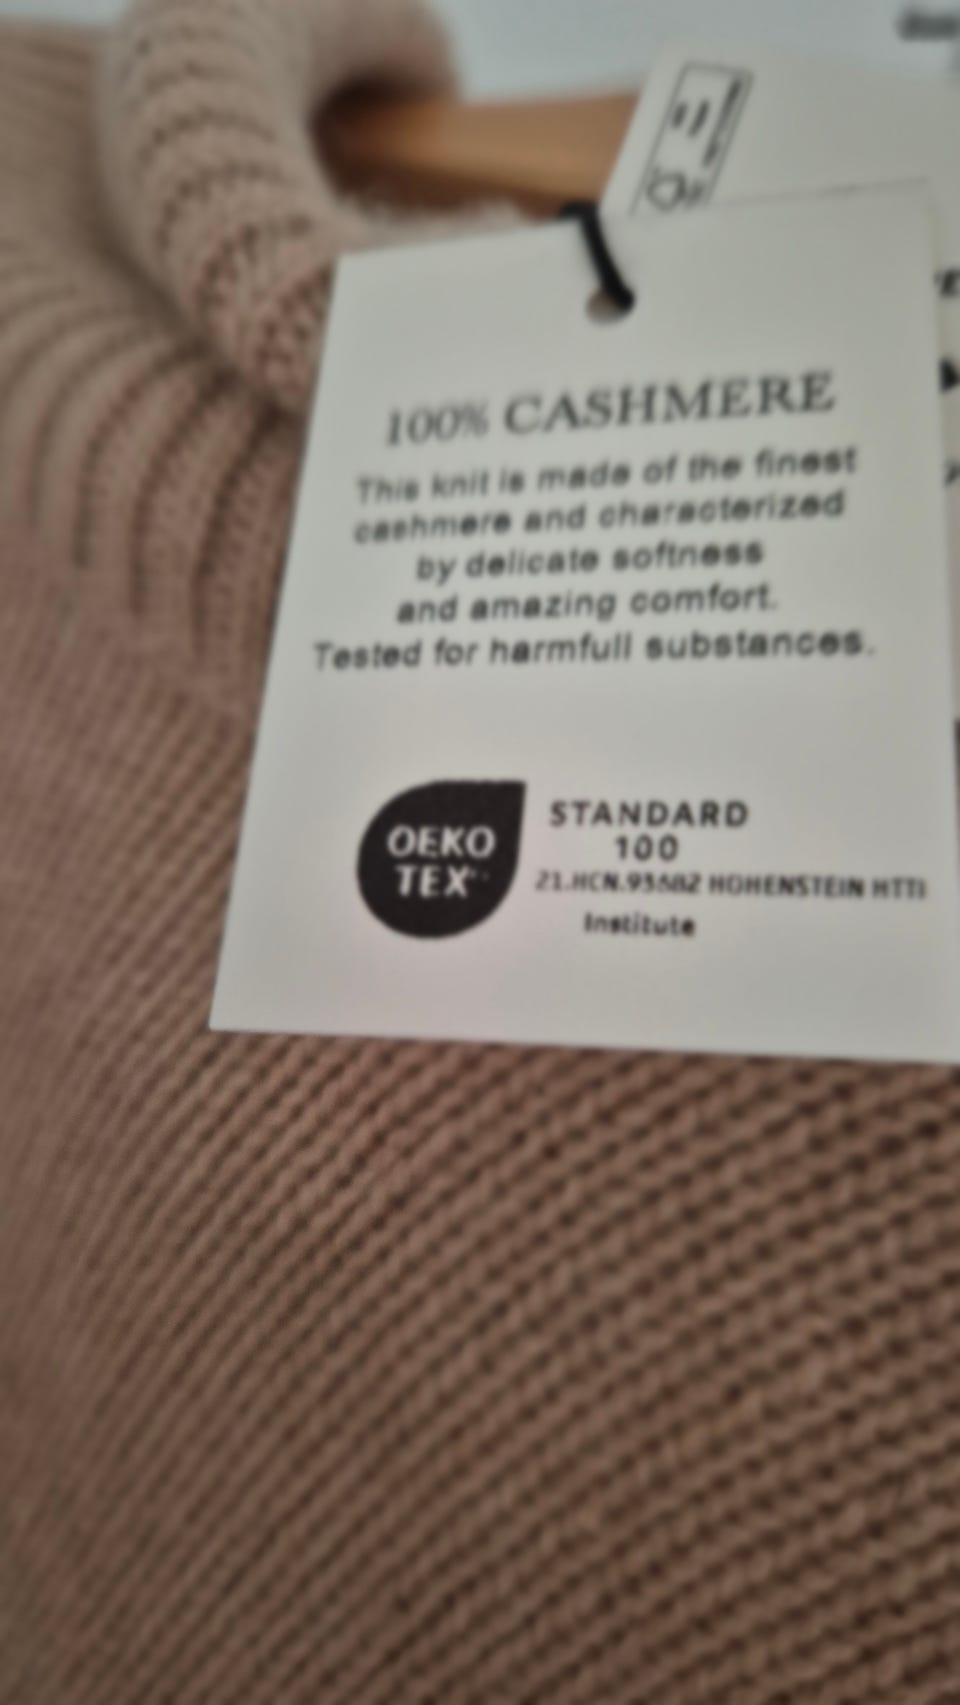 100% CASHMERE
This knit is made of the finest
cashmere and characterized
by delicate softness
and amazing comfort.
Tested for harmfull substances.
OEKO
TEX
STANDARD
100
HOHENSTEIN HTTI
Institute